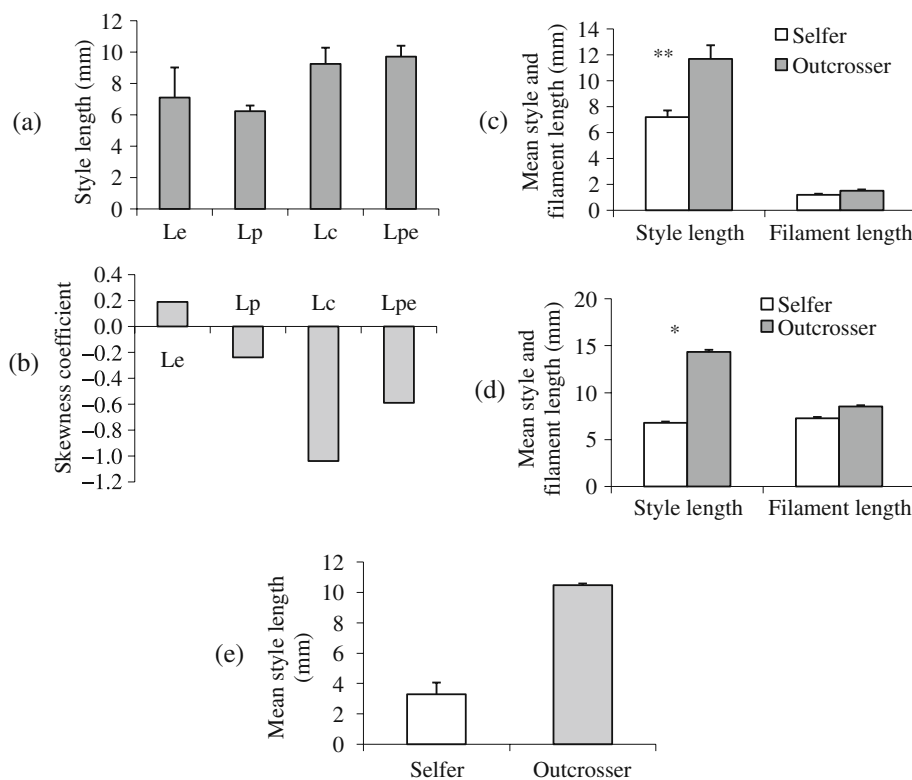 (a)
Style length (mm)
12
10
8
6
4
2
0
Le Lp Lc Lpe
(b)
Skewness coefficient
0.4
0.2
0.0
−0.2
−0.4
−0.6
−0.8
−1.0
−1.2
Le
Lp
Lc
Lpe
(c)
Mean style and
filament length (mm)
14
12
10
8
6
4
2
0
**
Selfer
Outcrosser
Style length Filament length
(d)
Mean style and
filament length (mm)
20
15
10
5
0
*
Selfer
Outcrosser
Style length Filament length
(e)
Mean style length
(mm)
12
10
8
6
4
2
0
Selfer Outcrosser